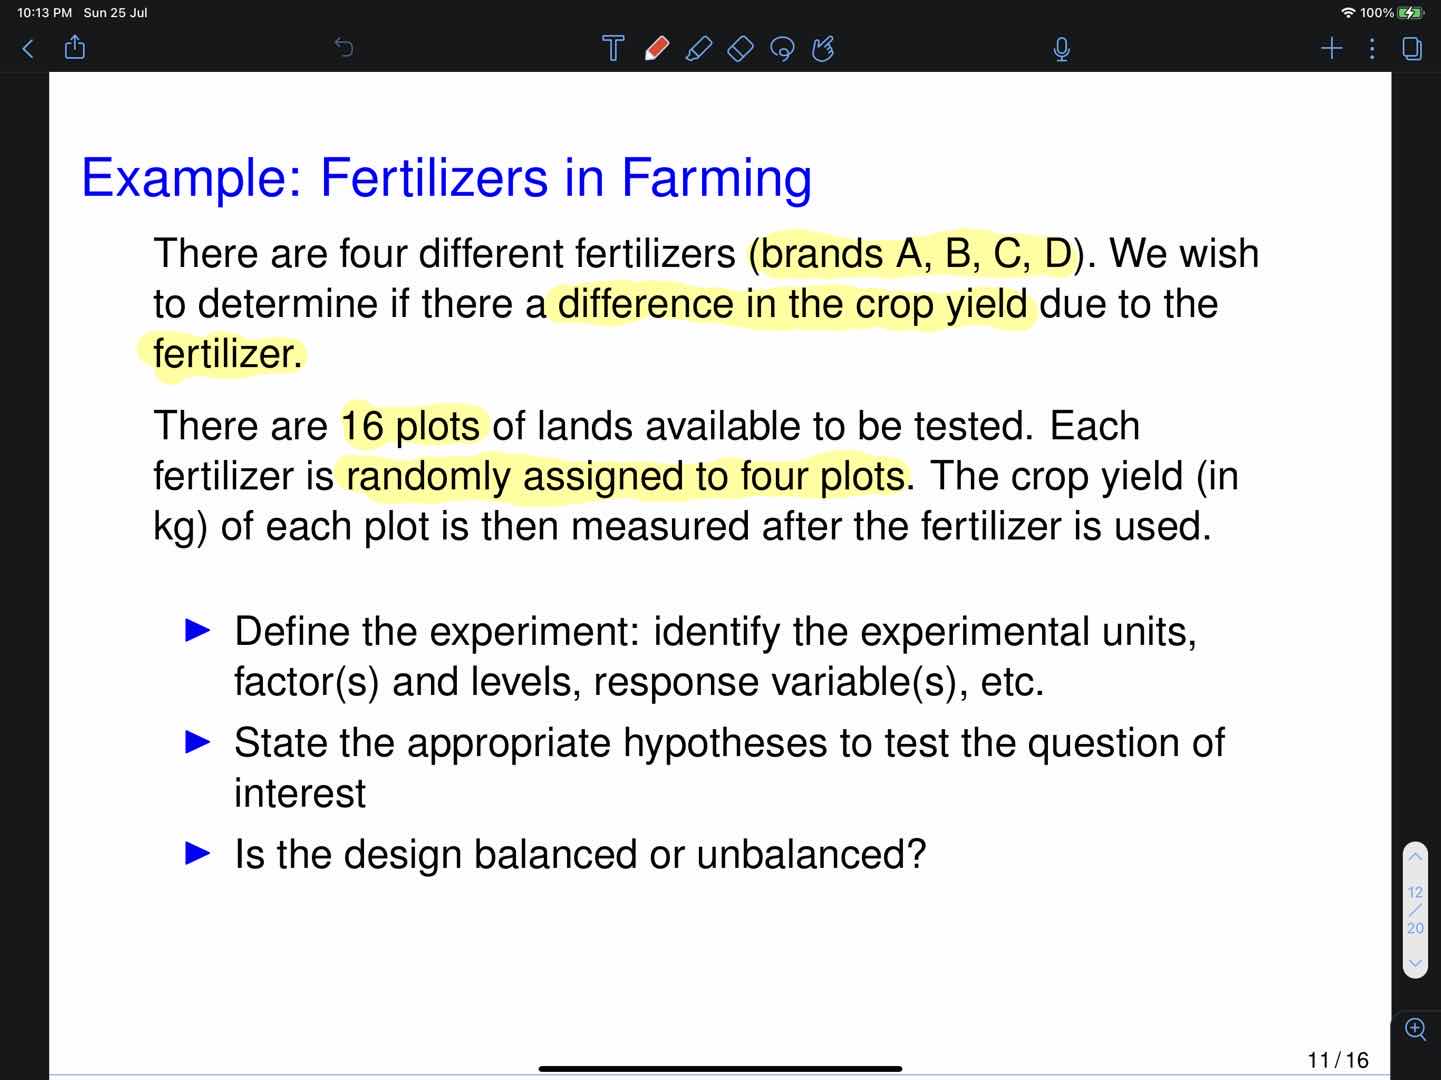 10:13 PM Sun 25 Jul
100%
Example: Fertilizers in Farming
There are four different fertilizers (brands A, B, C, D). We wish
to determine if there a difference in the crop yield due to the
fertilizer.
There are 16 plots of lands available to be tested. Each
fertilizer is randomly assigned to four plots. The crop yield (in
kg) of each plot is then measured after the fertilizer is used.
Define the experiment: identify the experimental units,
factor(s) and levels, response variable(s), etc.
State the appropriate hypotheses to test the question of
interest
Is the design balanced or unbalanced?
12
/
20
11/16